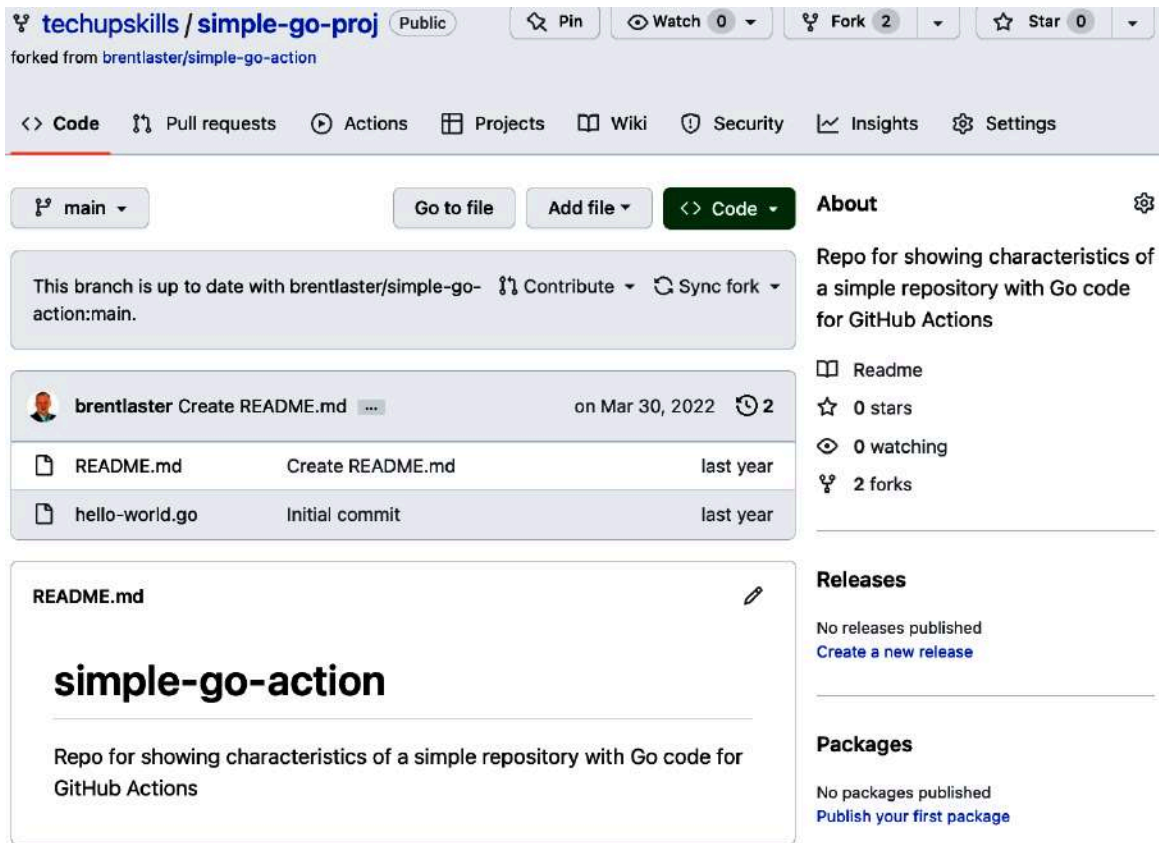 techupskills / simple-go-proj Public Pin Watch 0 Fork 2 Star 0
forked from brentlaster/simple-go-action
<> Code Pull requests Actions Projects Wiki Security Insights Settings
main Go to file Add file <> Code
This branch is up to date with brentlaster/simple-go-
action:main.
Contribute Sync fork
brentlaster Create README.md ... on Mar 30, 2022 2
README.md Create README.md last year
hello-world.go Initial commit last year
README.md
simple-go-action
Repo for showing characteristics of a simple repository with Go code for
GitHub Actions
About
Repo for showing characteristics of
a simple repository with Go code
for GitHub Actions
Readme
0 stars
0 watching
2 forks
Releases
No releases published
Create a new release
Packages
No packages published
Publish your first package